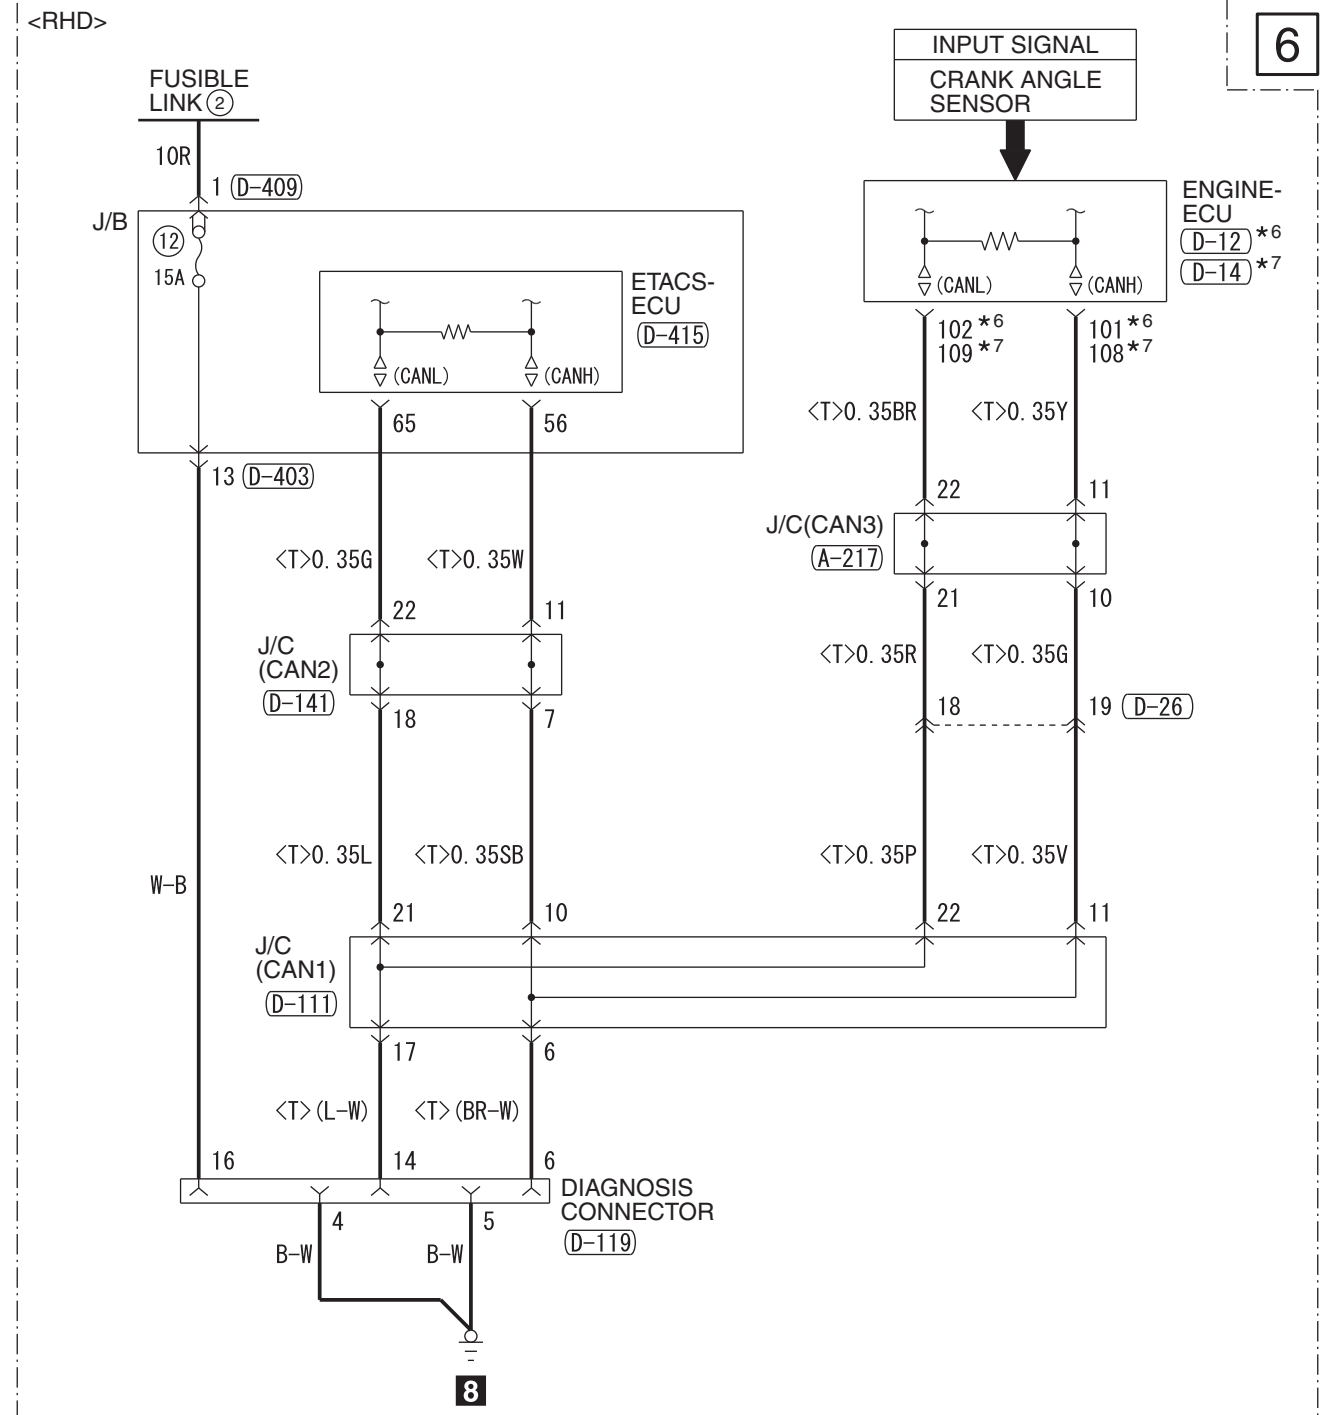 <RHD>
6
INPUT SIGNAL
CRANK ANGLE
SENSOR
FUSIBLE
LINK 2
10R
1 D-409
J/B
12
15A
ETACS-
ECU
D-415
(CANL)
(CANH)
65
56
ENGINE-
ECU
D-12 *6
D-14 *7
(CANL)
(CANH)
102*6
109*7
101*6
108*7
<T>0.35BR
<T>0.35Y
13 D-403
22
11
J/C(CAN3)
A-217
<T>0.35G
<T>0.35W
21
10
22
11
J/C
(CAN2)
D-141
<T>0.35R
<T>0.35G
18
7
18
19 D-26
<T>0.35L
<T>0.35SB
<T>0.35P
<T>0.35V
W-B
21
10
22
11
J/C
(CAN1)
D-111
17
6
<T>(L-W)
<T>(BR-W)
16
14
6
DIAGNOSIS
CONNECTOR
D-119
4
5
B-W
B-W
8